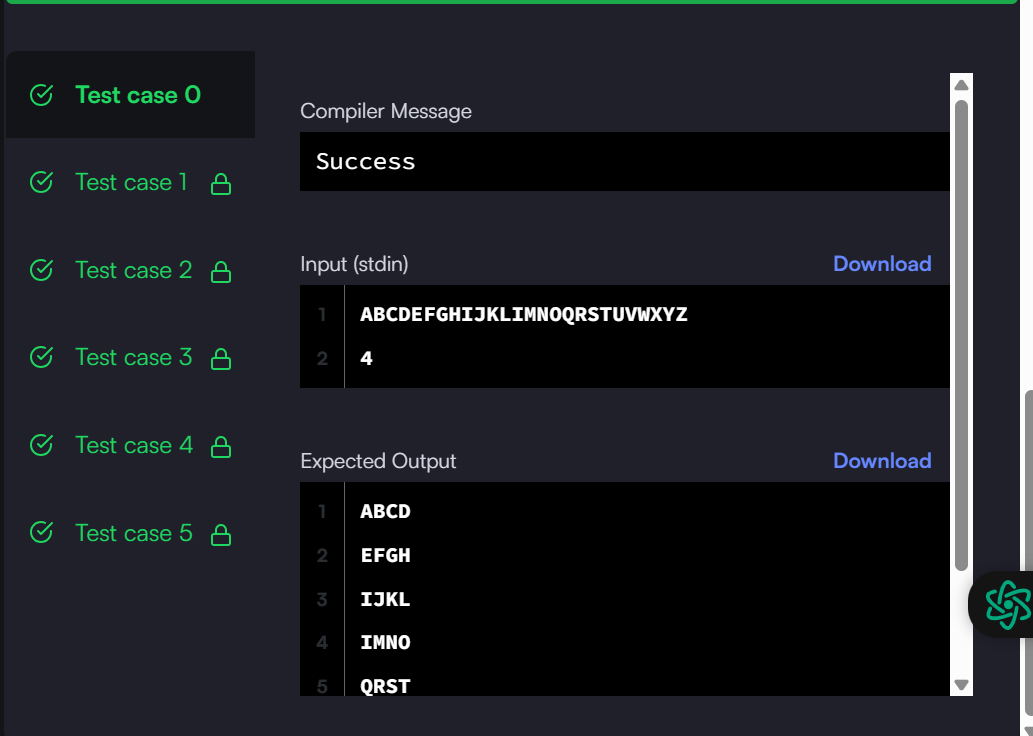 Test case 0
Test case 1
Test case 2
Test case 3
Test case 4
Test case 5
Compiler Message
Success
Input (stdin)
Download
1 ABCDEFGHIJKLIMNOQRSTUVWXYZ
2 4
Expected Output
Download
1 ABCD
2 EFGH
3 IJKL
4 IMNO
5 QRST